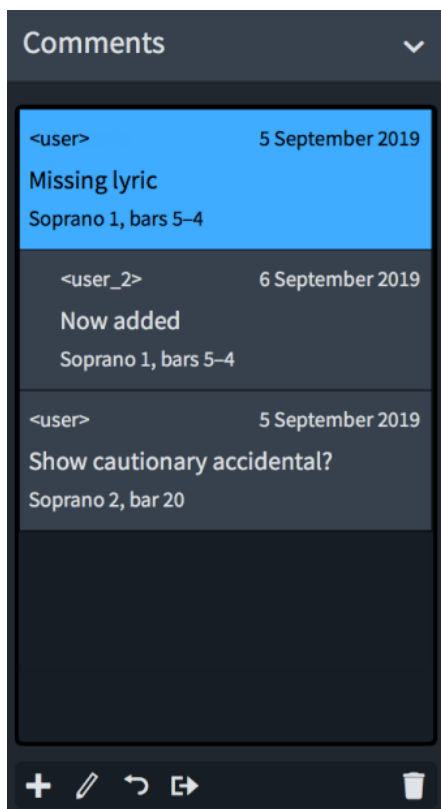 Comments
<user> 5 September 2019
Missing lyric
Soprano 1, bars 5–4
<user_2> 6 September 2019
Now added
Soprano 1, bars 5–4
<user> 5 September 2019
Show cautionary accidental?
Soprano 2, bar 20